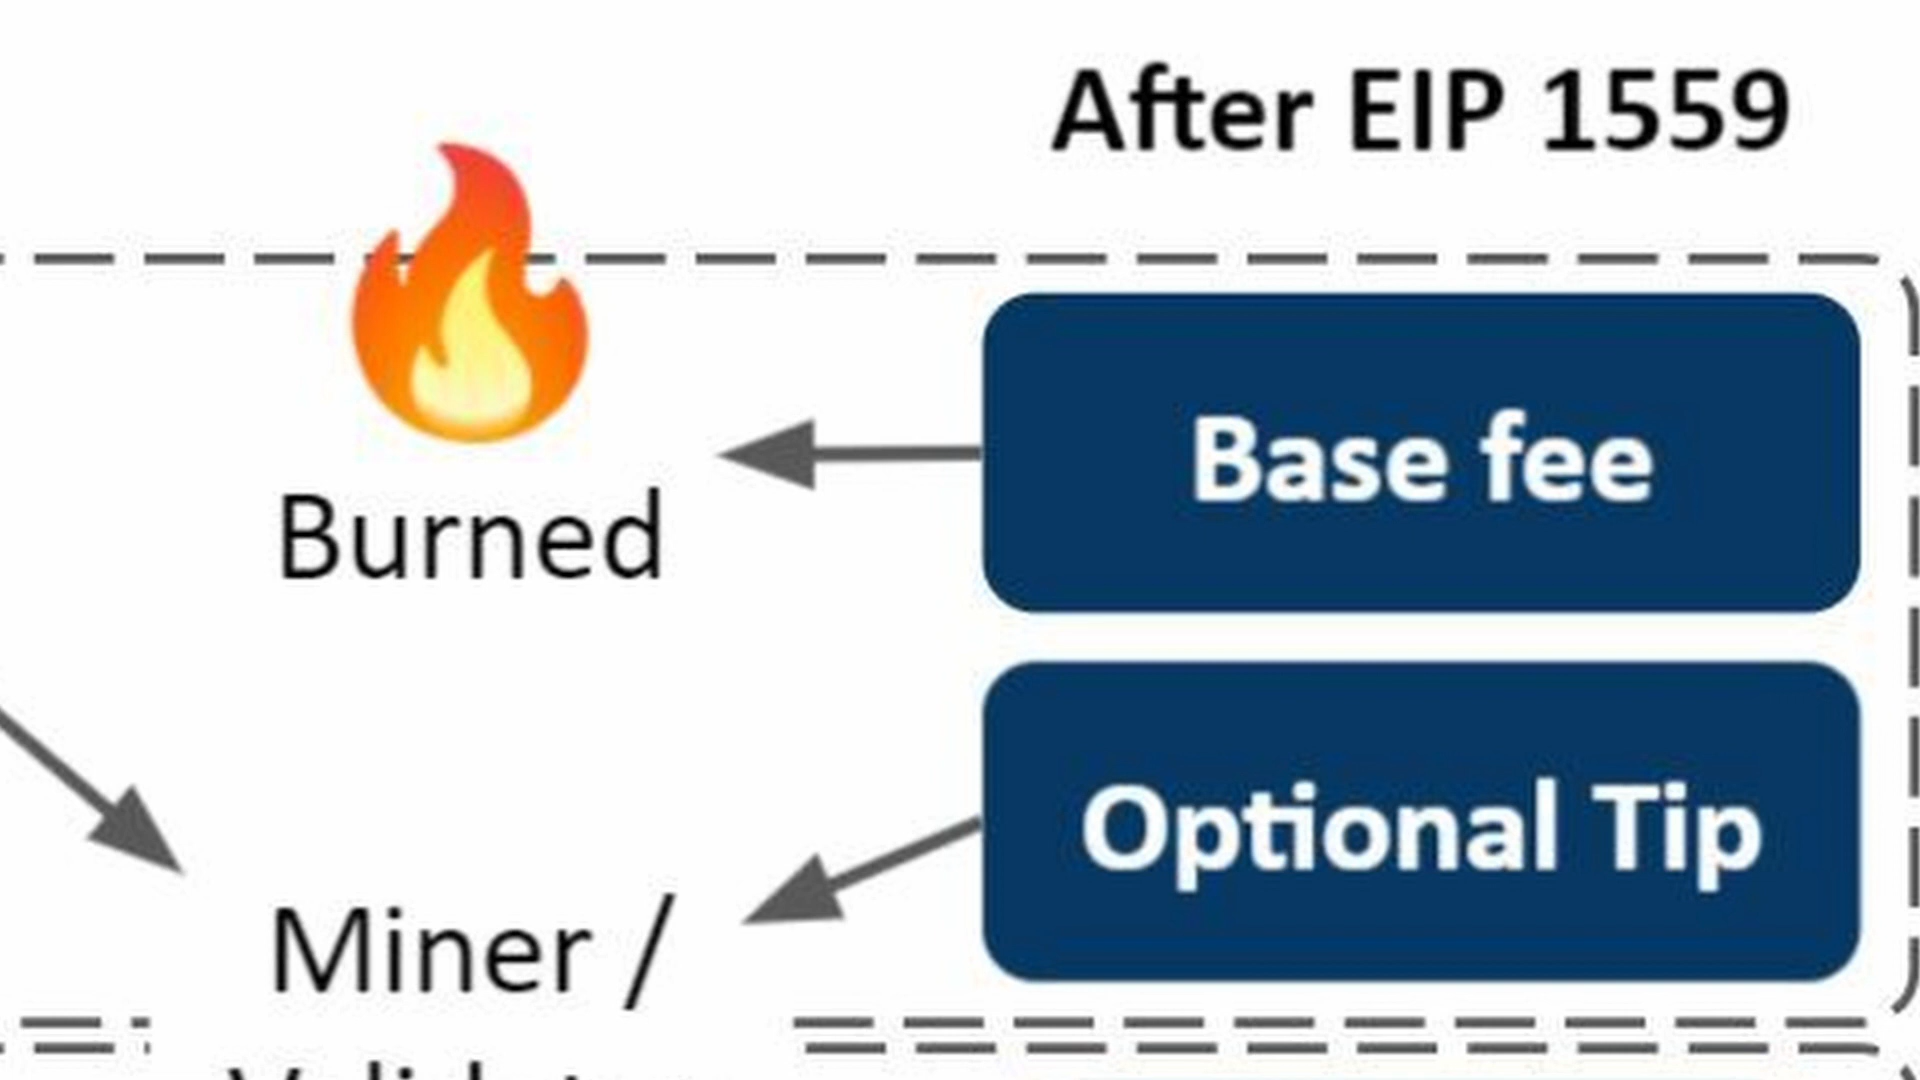 After EIP 1559
Base fee
Burned
Optional Tip
Miner /